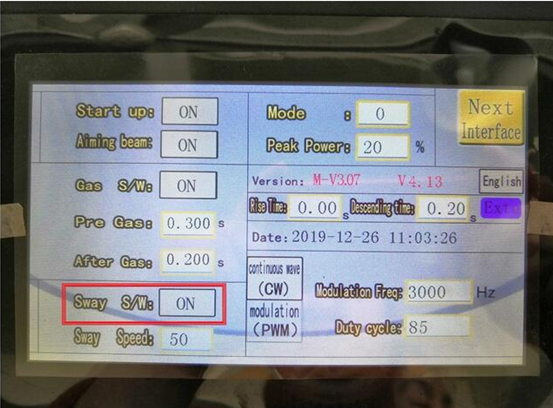 Start up: ON
Aiming beam: ON
Mode : 0
Peak Power: 20 %
Next
Interface
Gas S/W: ON
Pre Gas: 0.300 s
After Gas: 0.200 s
Sway S/W: ON
Sway Speed: 50
Version: M-V3.07 V4.13
English
Rise Time: 0.00 s Descending time: 0.20 s
Date: 2019-12-26 11:03:26
continuous wave
(CW)
modulation
(PWM)
Modulation Freq: 3000 Hz
Duty cycle: 85